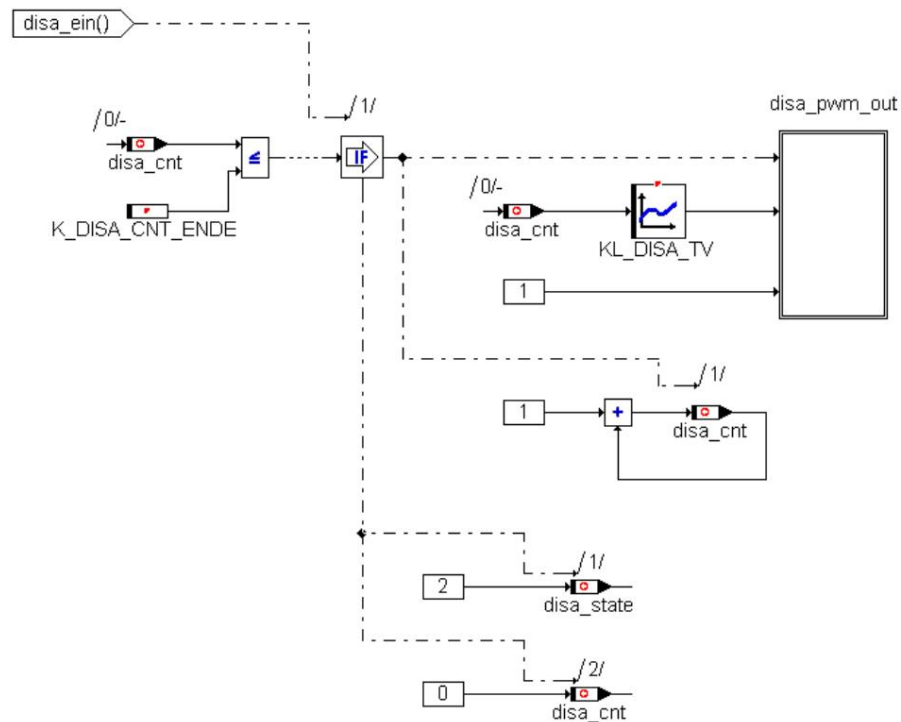 disa_ein()
/1/
/0/-
disa_cnt
≤
IF
K_DISA_CNT_ENDE
disa_pwm_out
/0/-
disa_cnt
KL_DISA_TV
1
/1/
1
+
disa_cnt
/1/
2
disa_state
/2/
0
disa_cnt